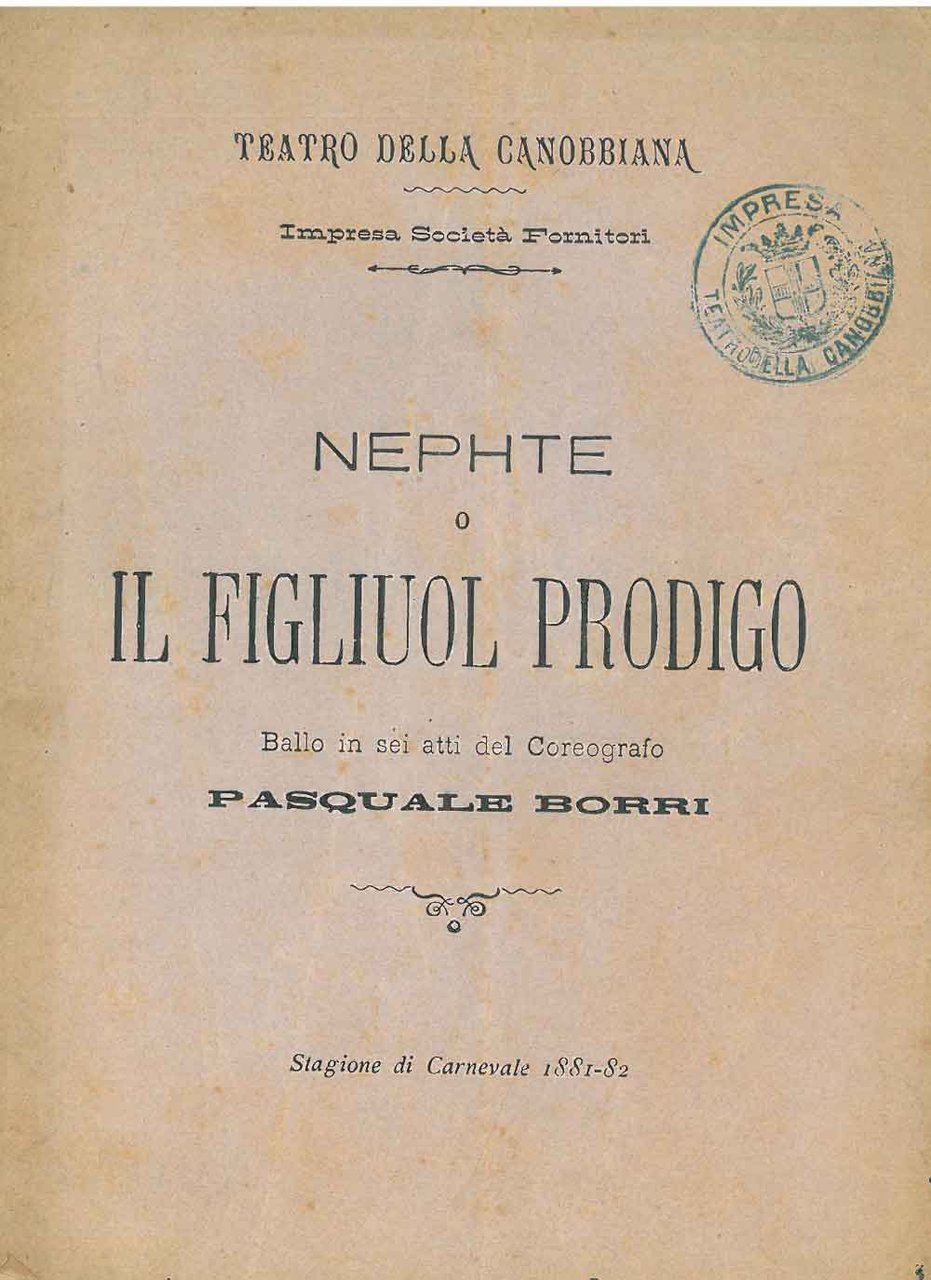 TEATRO DELLA CANOBBIANA
Impresa Società Fornitori
IMPRESA
TEATRO DELLA CANOBBIANA
NEPHTE
O
IL FIGLIUOL PRODIGO
Ballo in sei atti del Coreografo
PASQUALE BORRI
Stagione di Carnevale 1881-82